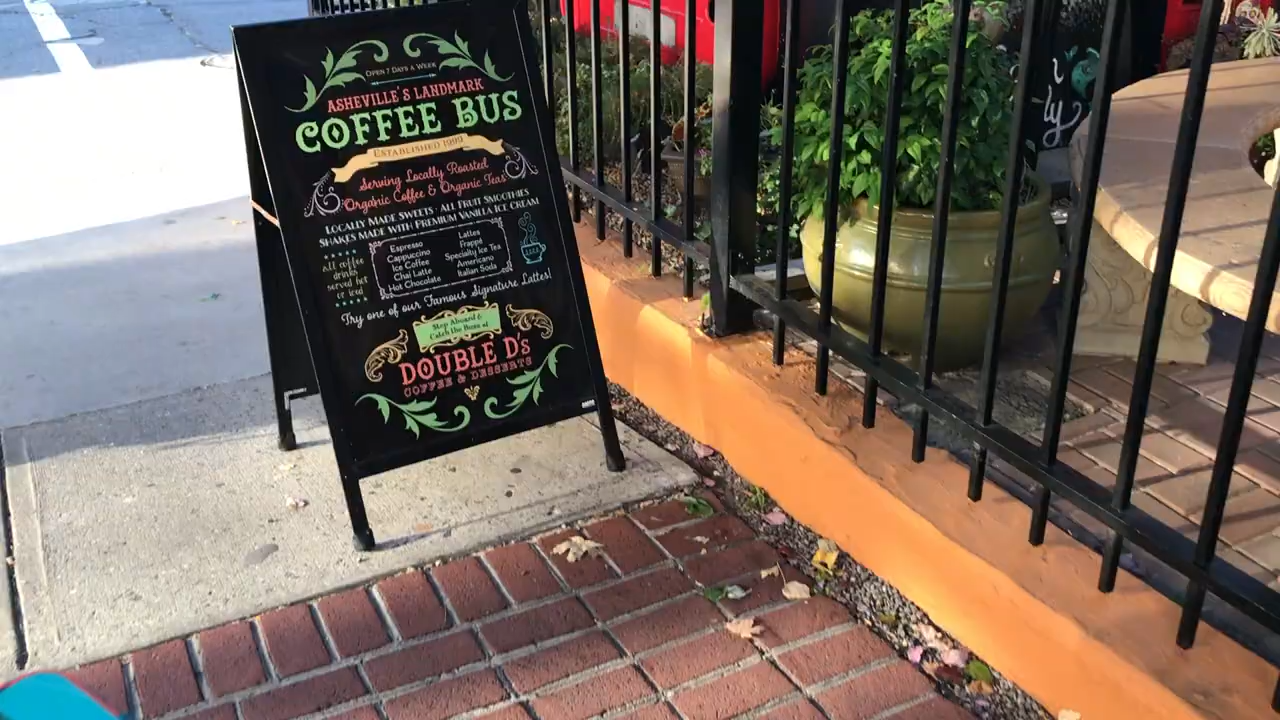 OPEN 7 DAYS A WEEK
ASHEVILLE'S LANDMARK
COFFEE BUS
ESTABLISHED 1999
Serving Locally Roasted
Organic Coffee & Organic Teas
LOCALLY MADE SWEETS · ALL FRUIT SMOOTHIES
SHAKES MADE WITH PREMIUM VANILLA ICE CREAM
All coffee
drinks
served hot
or iced
Espresso
Cappuccino
Ice Coffee
Chai Latte
Hot Chocolate
Lattes
Frappé
Specialty Ice Tea
Americano
Italian Soda
Try one of our Famous Signature Lattes!
Step Aboard &
Catch the Buzz at
DOUBLE D's
COFFEE & DESSERTS
ly